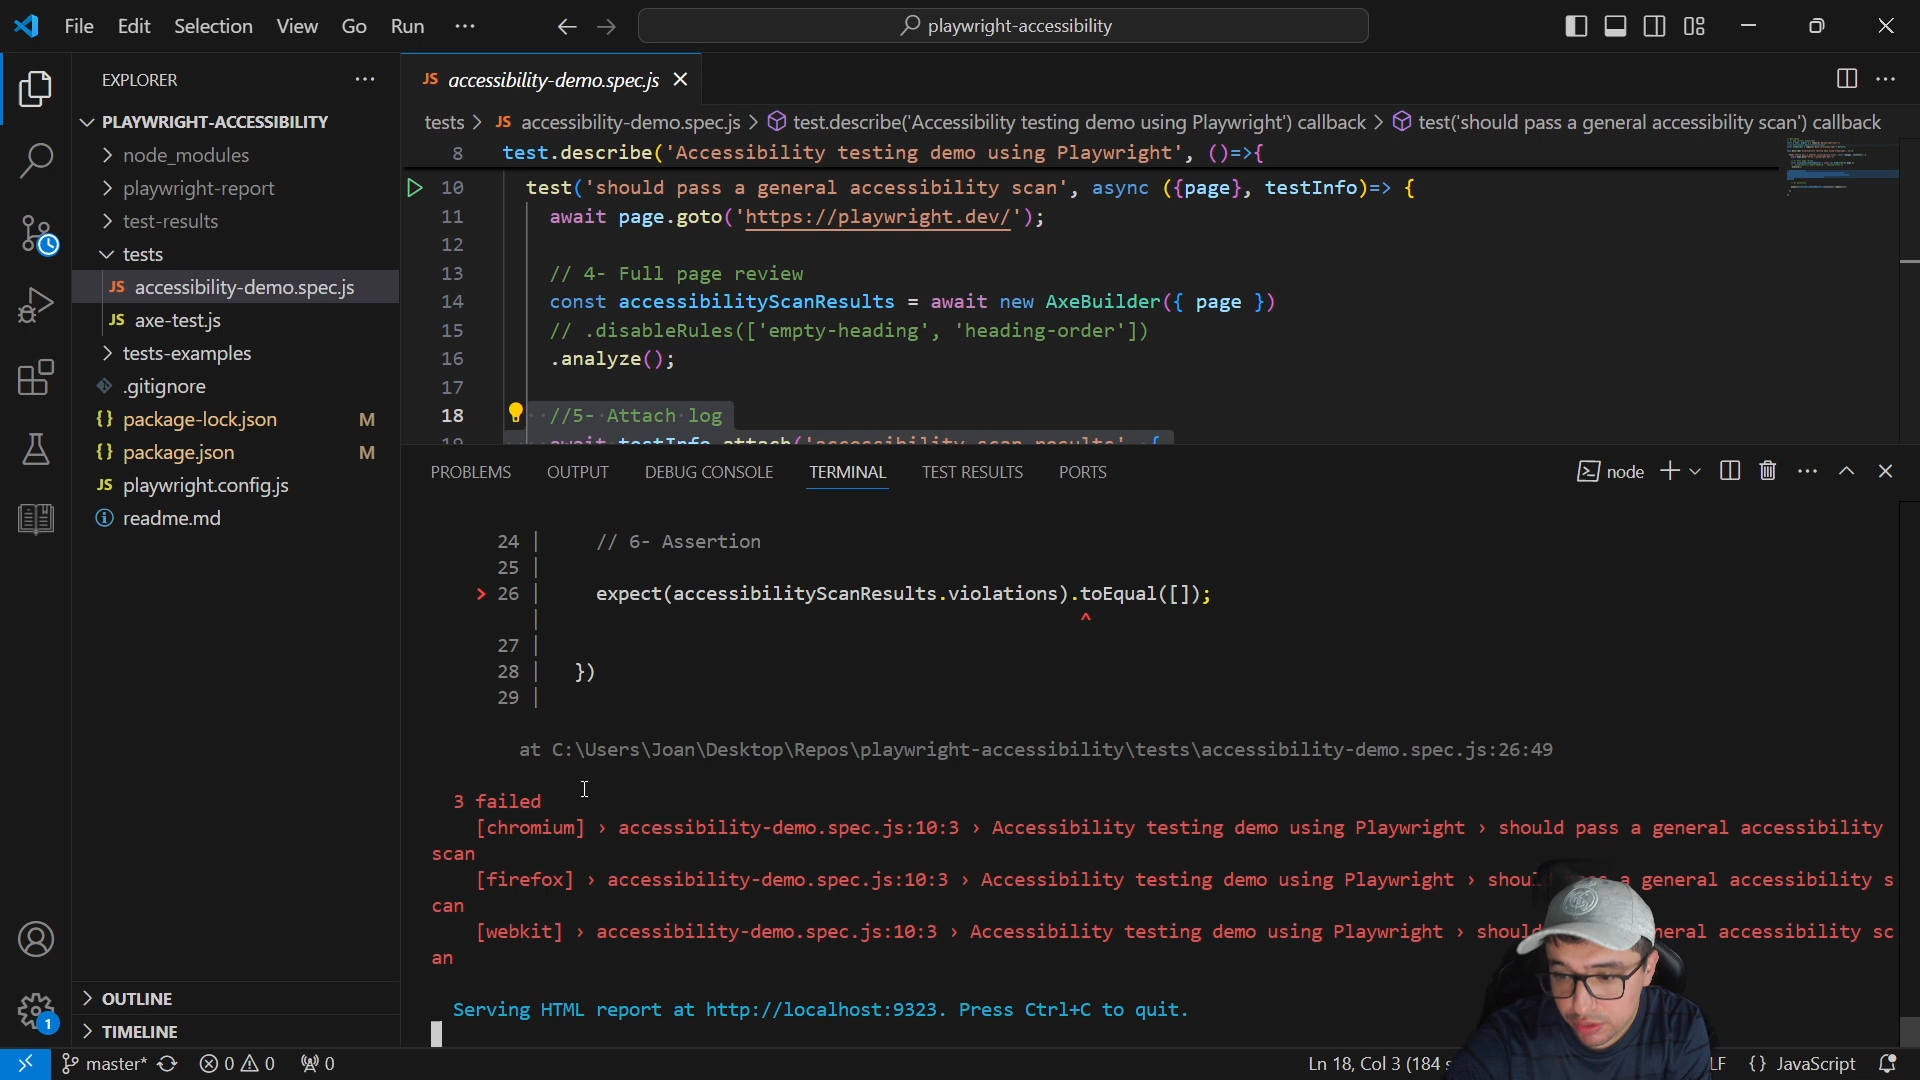 File Edit Selection View Go Run ··· playwright-accessibility
EXPLORER
PLAYWRIGHT-ACCESSIBILITY
node_modules
playwright-report
test-results
tests
JS accessibility-demo.spec.js
JS axe-test.js
tests-examples
.gitignore
{} package-lock.json M
{} package.json M
JS playwright.config.js
readme.md
OUTLINE
TIMELINE
JS accessibility-demo.spec.js
tests > JS accessibility-demo.spec.js > test.describe('Accessibility testing demo using Playwright') callback > test('should pass a general accessibility scan') callback
8 test.describe('Accessibility testing demo using Playwright', ()=>{
10 test('should pass a general accessibility scan', async ({page}, testInfo)=> {
11 await page.goto('https://playwright.dev/');
12
13 // 4- Full page review
14 const accessibilityScanResults = await new AxeBuilder({ page })
15 // .disableRules(['empty-heading', 'heading-order'])
16 .analyze();
17
18 //5- Attach log
19 await testInfo.attach('accessibility-scan-results', {
PROBLEMS OUTPUT DEBUG CONSOLE TERMINAL TEST RESULTS PORTS node
24 | // 6- Assertion
25 |
> 26 | expect(accessibilityScanResults.violations).toEqual([]);
| ^
27 |
28 | })
29 |
at C:\Users\Joan\Desktop\Repos\playwright-accessibility\tests\accessibility-demo.spec.js:26:49
3 failed
[chromium] › accessibility-demo.spec.js:10:3 › Accessibility testing demo using Playwright › should pass a general accessibility
scan
[firefox] › accessibility-demo.spec.js:10:3 › Accessibility testing demo using Playwright › a general accessibility s
can
[webkit] › accessibility-demo.spec.js:10:3 › Accessibility testing demo using Playwright › accessibility sc
an
Serving HTML report at http://localhost:9323. Press Ctrl+C to quit.
1
master* 0 0 0 Ln 18, Col 3 (184 LF {} JavaScript